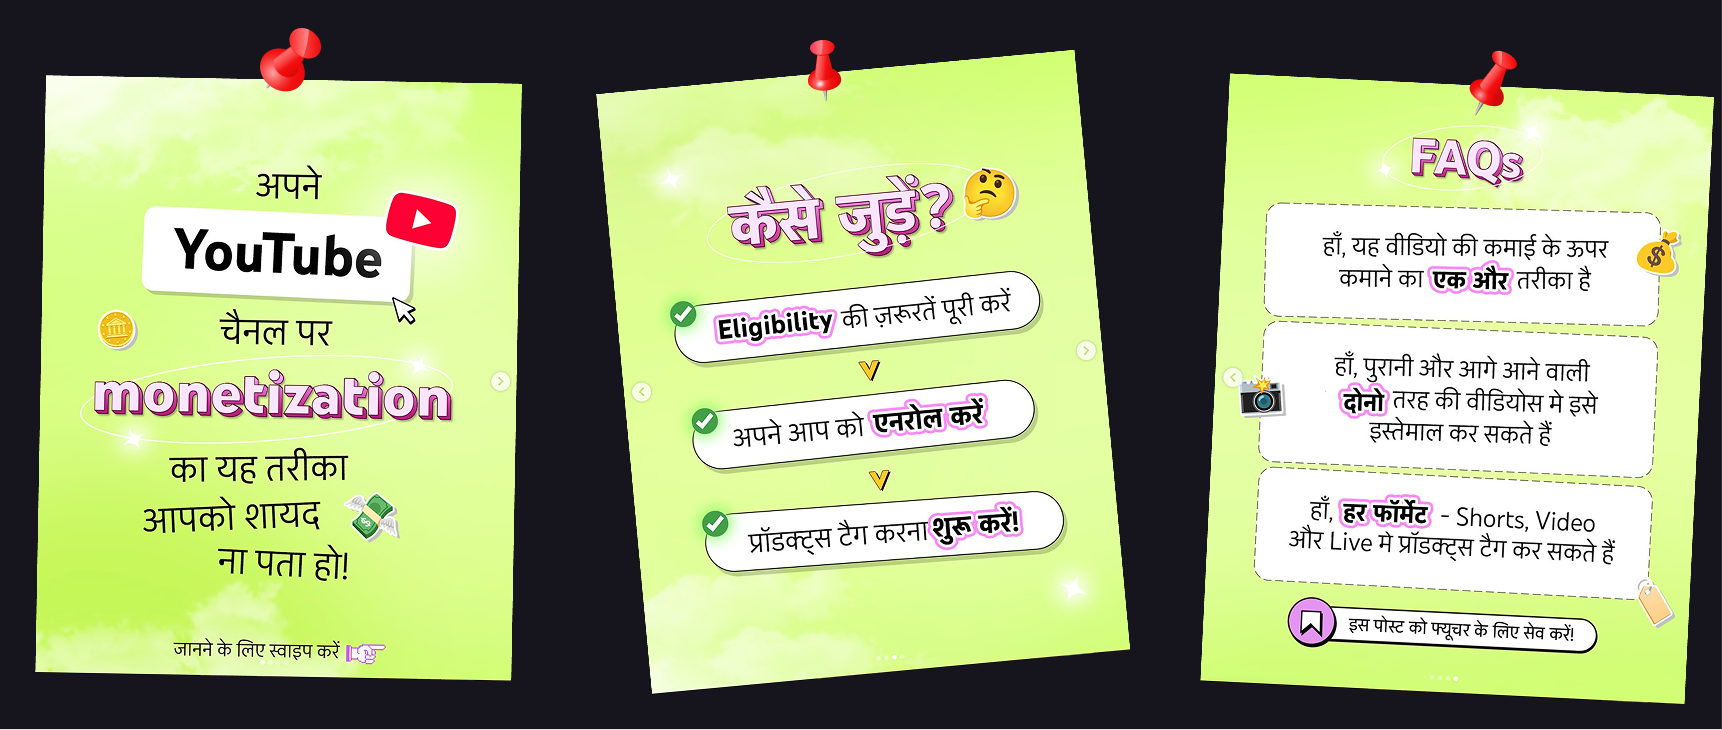 अपने
YouTube
चैनल पर
monetization
का यह तरीका
आपको शायद
ना पता हो!
जानने के लिए स्वाइप करें
कैसे जुड़ें?
Eligibility की ज़रूरतें पूरी करें
अपने आप को एनरोल करें
प्रॉडक्ट्स टैग करना शुरू करें!
FAQs
हाँ, यह वीडियो की कमाई के ऊपर
कमाने का एक और तरीका है
हाँ, पुरानी और आगे आने वाली
दोनो तरह की वीडियोस मे इसे
इस्तेमाल कर सकते हैं
हाँ, हर फॉर्मेट - Shorts, Video
और Live मे प्रॉडक्ट्स टैग कर सकते हैं
इस पोस्ट को फ्यूचर के लिए सेव करें!